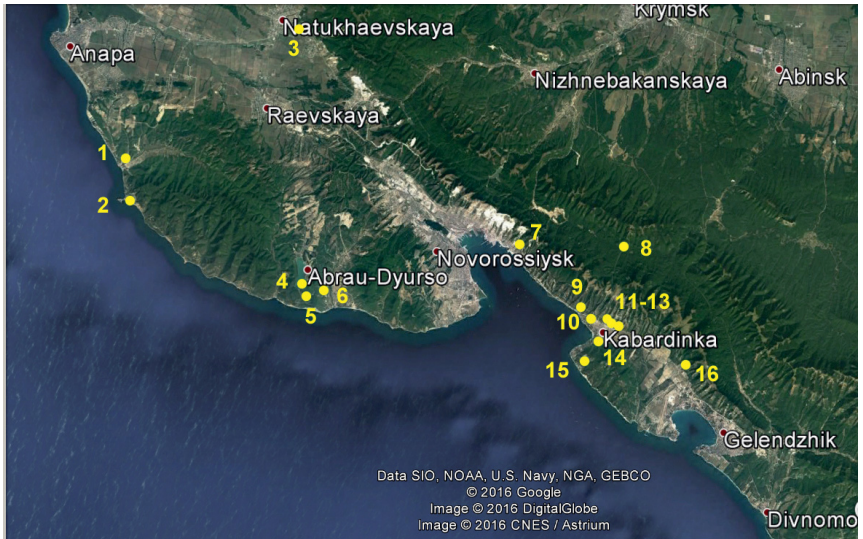 Krymsk
Natukhaevskaya
3
Anapa
Nizhnebakanskaya
Abinsk
Raevskaya
1
2
7
8
Novorossiysk
Abrau-Dyurso
4
6
5
9
11-13
10
Kabardinka
14
15
16
Gelendzhik
Data SIO, NOAA, U.S. Navy, NGA, GEBCO
© 2016 Google
Image © 2016 DigitalGlobe
Image © 2016 CNES / Astrium
Divnomo